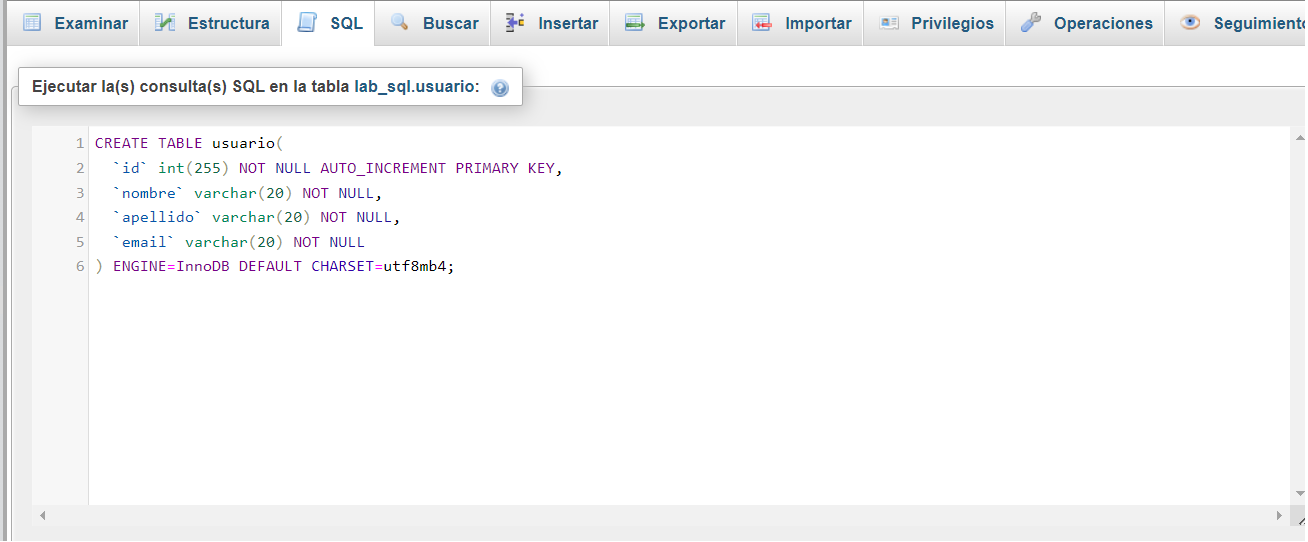 Examinar Estructura SQL Buscar Insertar Exportar Importar Privilegios Operaciones Seguimiento
Ejecutar la(s) consulta(s) SQL en la tabla lab_sql.usuario:
1 CREATE TABLE usuario(
2 `id` int(255) NOT NULL AUTO_INCREMENT PRIMARY KEY,
3 `nombre` varchar(20) NOT NULL,
4 `apellido` varchar(20) NOT NULL,
5 `email` varchar(20) NOT NULL
6 ) ENGINE=InnoDB DEFAULT CHARSET=utf8mb4;